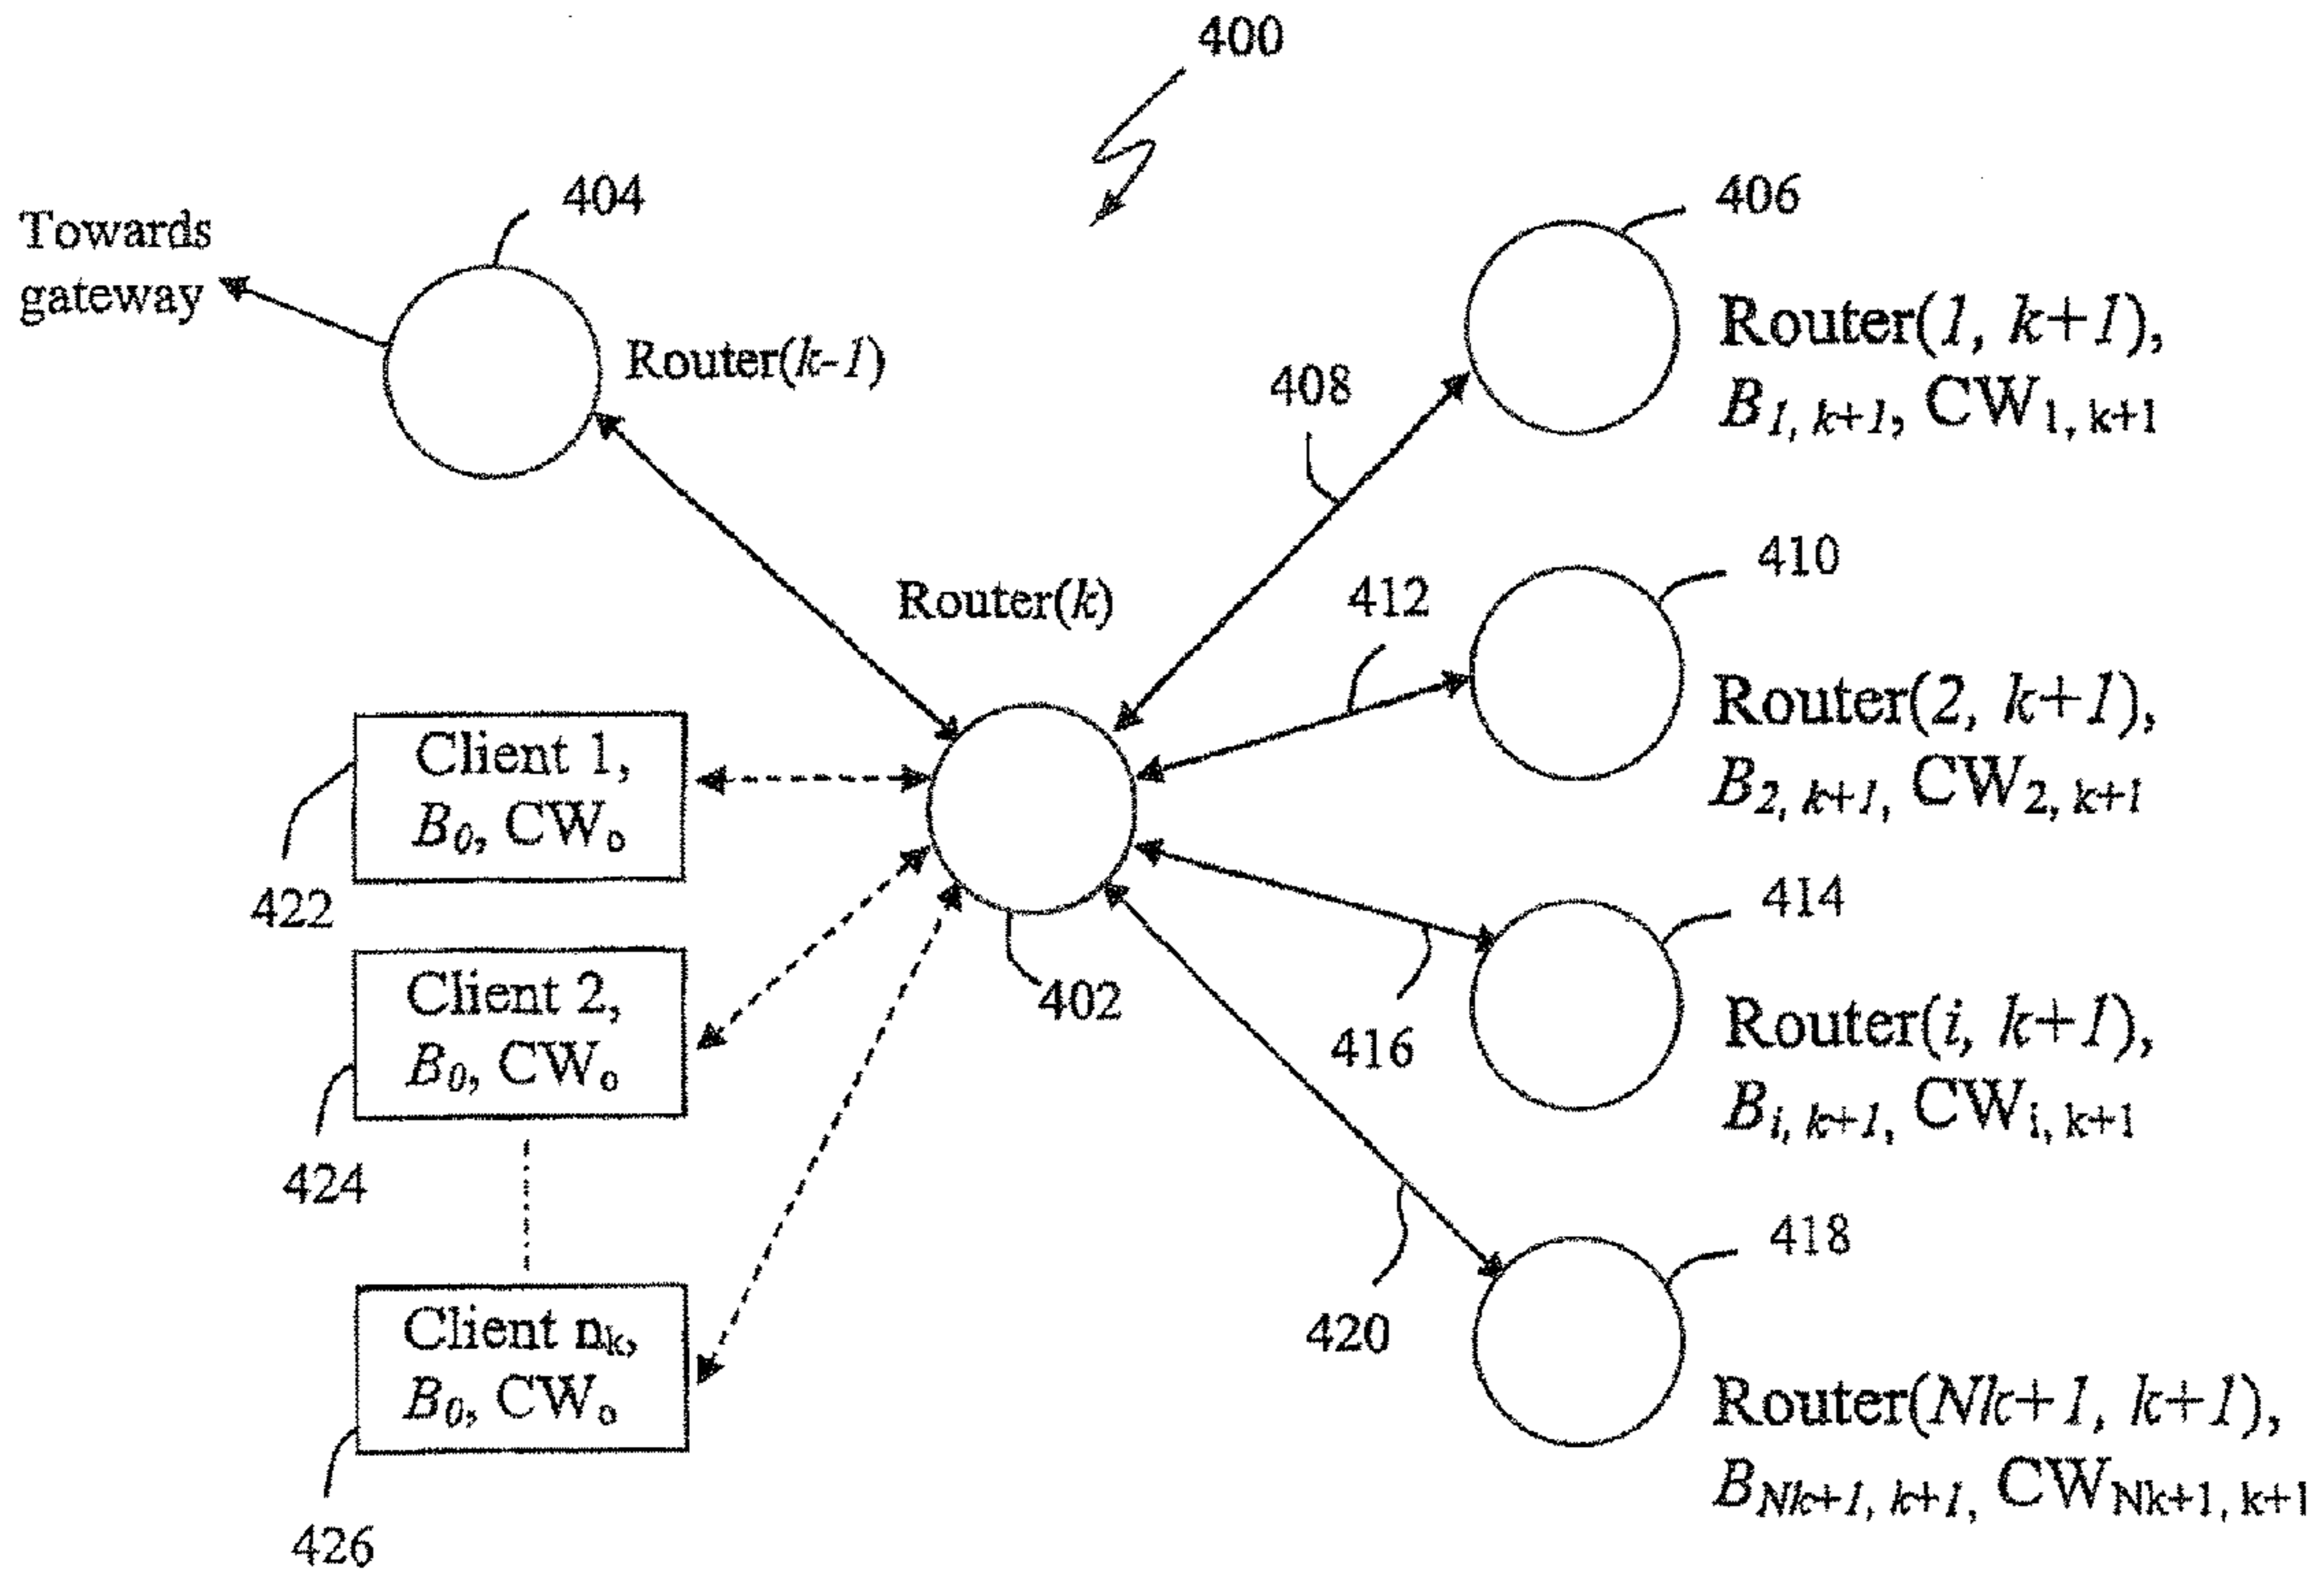 400
404
Towards
gateway
Router(k-1)
406
Router(1, k+1),
B1, k+1, CW1, k+1
408
410
Router(k)
412
Router(2, k+1),
B2, k+1, CW2, k+1
Client 1,
B0, CWo
422
414
402
416
Router(i, k+1),
Bi, k+1, CWi, k+1
Client 2,
B0, CWo
424
418
420
Client nk,
B0, CWo
426
Router(Nk+1, k+1),
BNk+1, k+1, CWNk+1, k+1